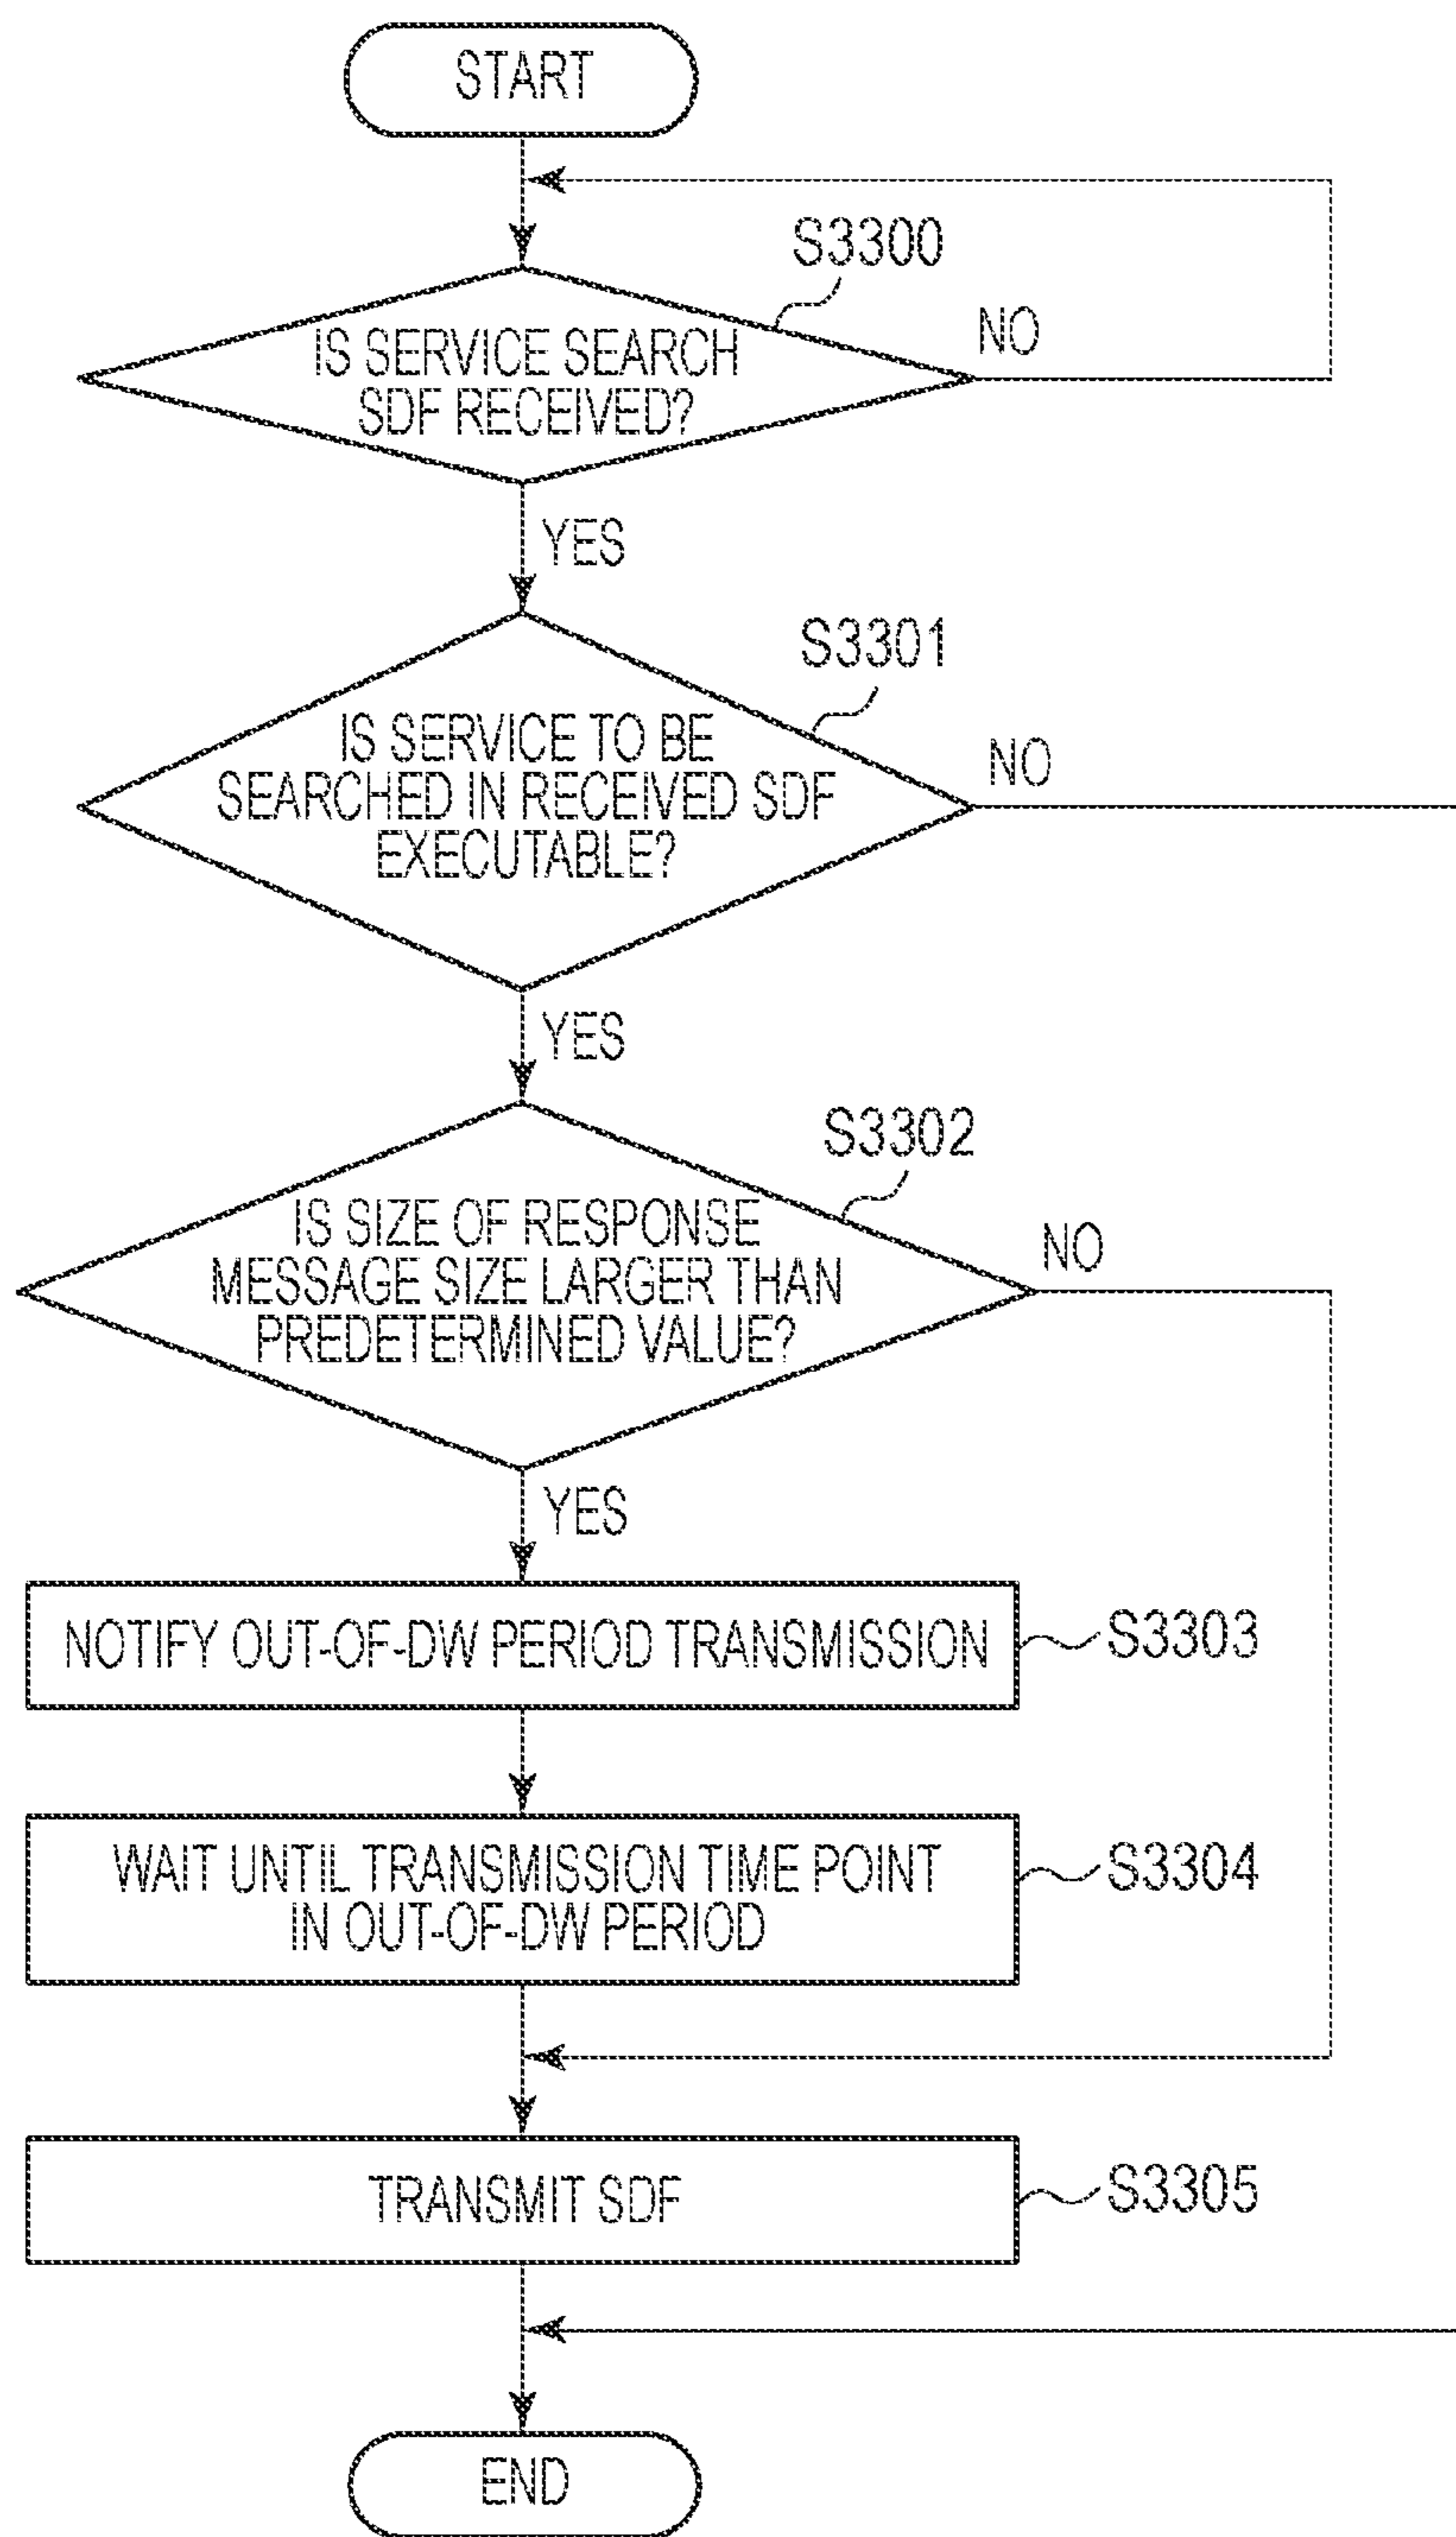 START
S3300
NO
IS SERVICE SEARCH
SDF RECEIVED?
YES
S3301
NO
IS SERVICE TO BE
SEARCHED IN RECEIVED SDF
EXECUTABLE?
YES
S3302
NO
IS SIZE OF RESPONSE
MESSAGE SIZE LARGER THAN
PREDETERMINED VALUE?
YES
NOTIFY OUT-OF-DW PERIOD TRANSMISSION
S3303
WAIT UNTIL TRANSMISSION TIME POINT
IN OUT-OF-DW PERIOD
S3304
TRANSMIT SDF
S3305
END